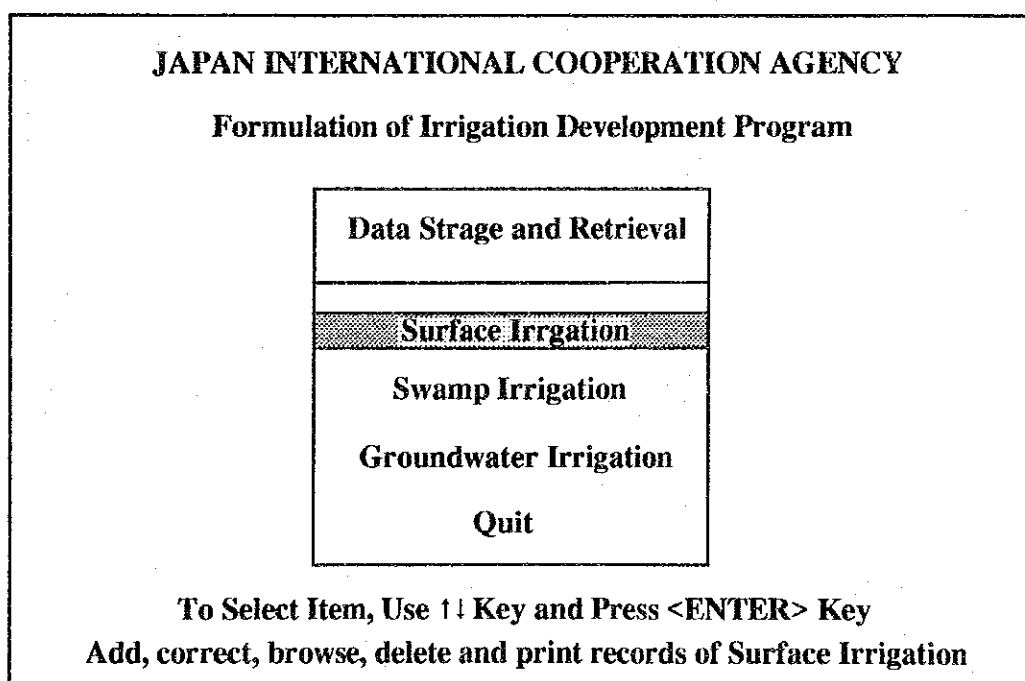 JAPAN INTERNATIONAL COOPERATION AGENCY
Formulation of Irrigation Development Program
Data Strage and Retrieval
Surface Irrgation
Swamp Irrigation
Groundwater Irrigation
Quit
To Select Item, Use ↑↓ Key and Press <ENTER> Key
Add, correct, browse, delete and print records of Surface Irrigation